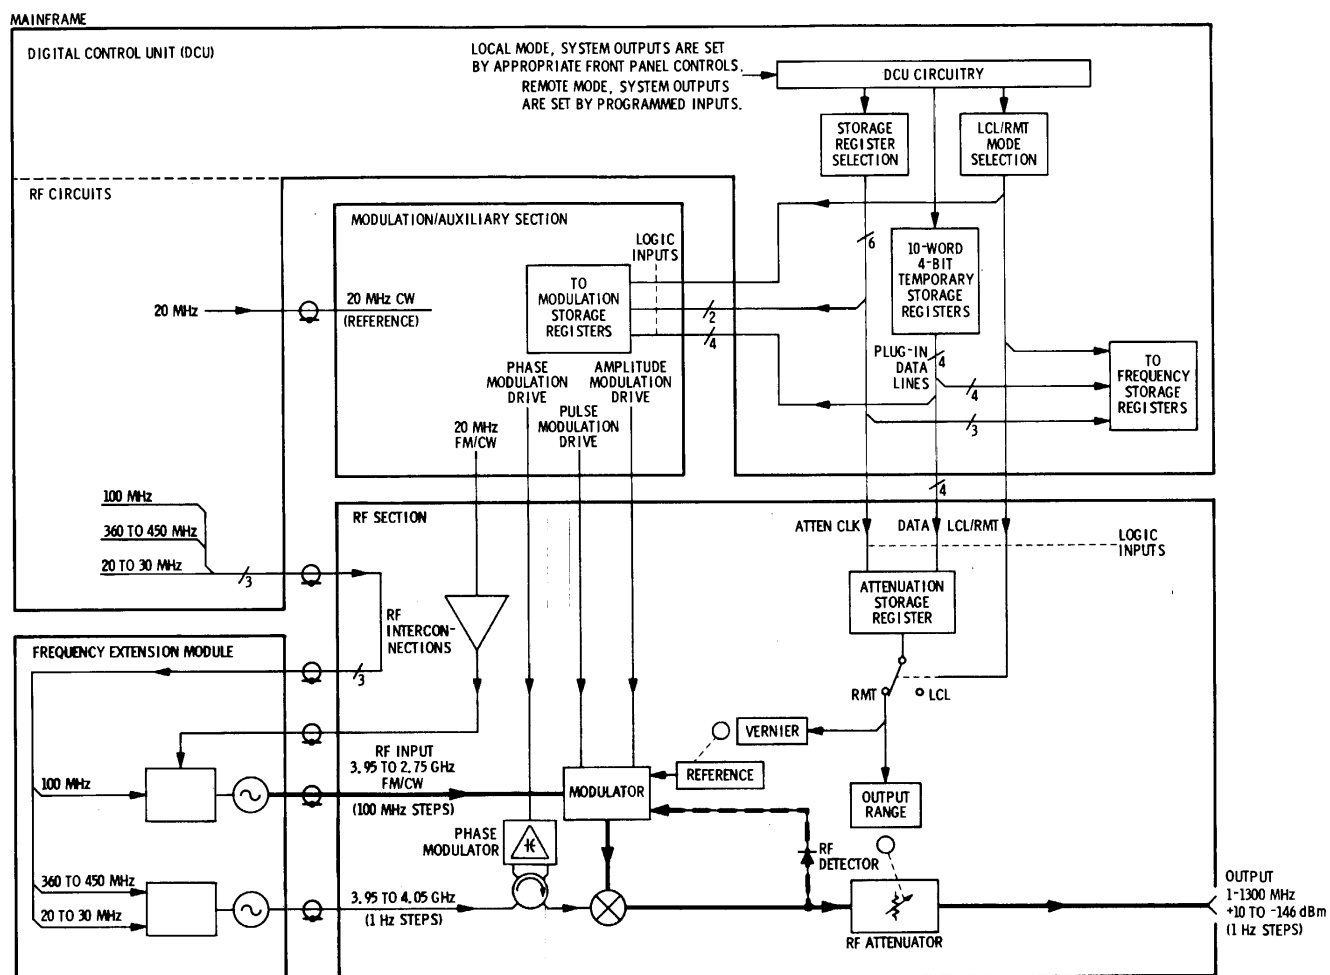 MAINFRAME
DIGITAL CONTROL UNIT (DCU)
LOCAL MODE, SYSTEM OUTPUTS ARE SET
BY APPROPRIATE FRONT PANEL CONTROLS.
REMOTE MODE, SYSTEM OUTPUTS
ARE SET BY PROGRAMMED INPUTS.
DCU CIRCUITRY
STORAGE
REGISTER
SELECTION
LCL/RMT
MODE
SELECTION
RF CIRCUITS
MODULATION/AUXILIARY SECTION
LOGIC
INPUTS
6
10-WORD
4-BIT
TEMPORARY
STORAGE
REGISTERS
TO
MODULATION
STORAGE
REGISTERS
20 MHz
20 MHz CW
(REFERENCE)
2
4
PLUG-IN
DATA
LINES
4
4
3
TO
FREQUENCY
STORAGE
REGISTERS
PHASE
MODULATION
DRIVE
AMPLITUDE
MODULATION
DRIVE
PULSE
MODULATION
DRIVE
20 MHz
FM/CW
4
100 MHz
360 TO 450 MHz
20 TO 30 MHz
3
RF SECTION
ATTEN CLK
DATA
LCL/RMT
LOGIC
INPUTS
ATTENUATION
STORAGE
REGISTER
RF
INTERCON-
NECTIONS
FREQUENCY EXTENSION MODULE
3
RMT
LCL
VERNIER
REFERENCE
RF INPUT
3.95 TO 2.75 GHz
FM/CW
(100 MHz STEPS)
100 MHz
MODULATOR
OUTPUT
RANGE
PHASE
MODULATOR
RF
DETECTOR
360 TO 450 MHz
20 TO 30 MHz
3.95 TO 4.05 GHz
(1 Hz STEPS)
RF ATTENUATOR
OUTPUT
1-1300 MHz
+10 TO -146 dBm
(1 Hz STEPS)